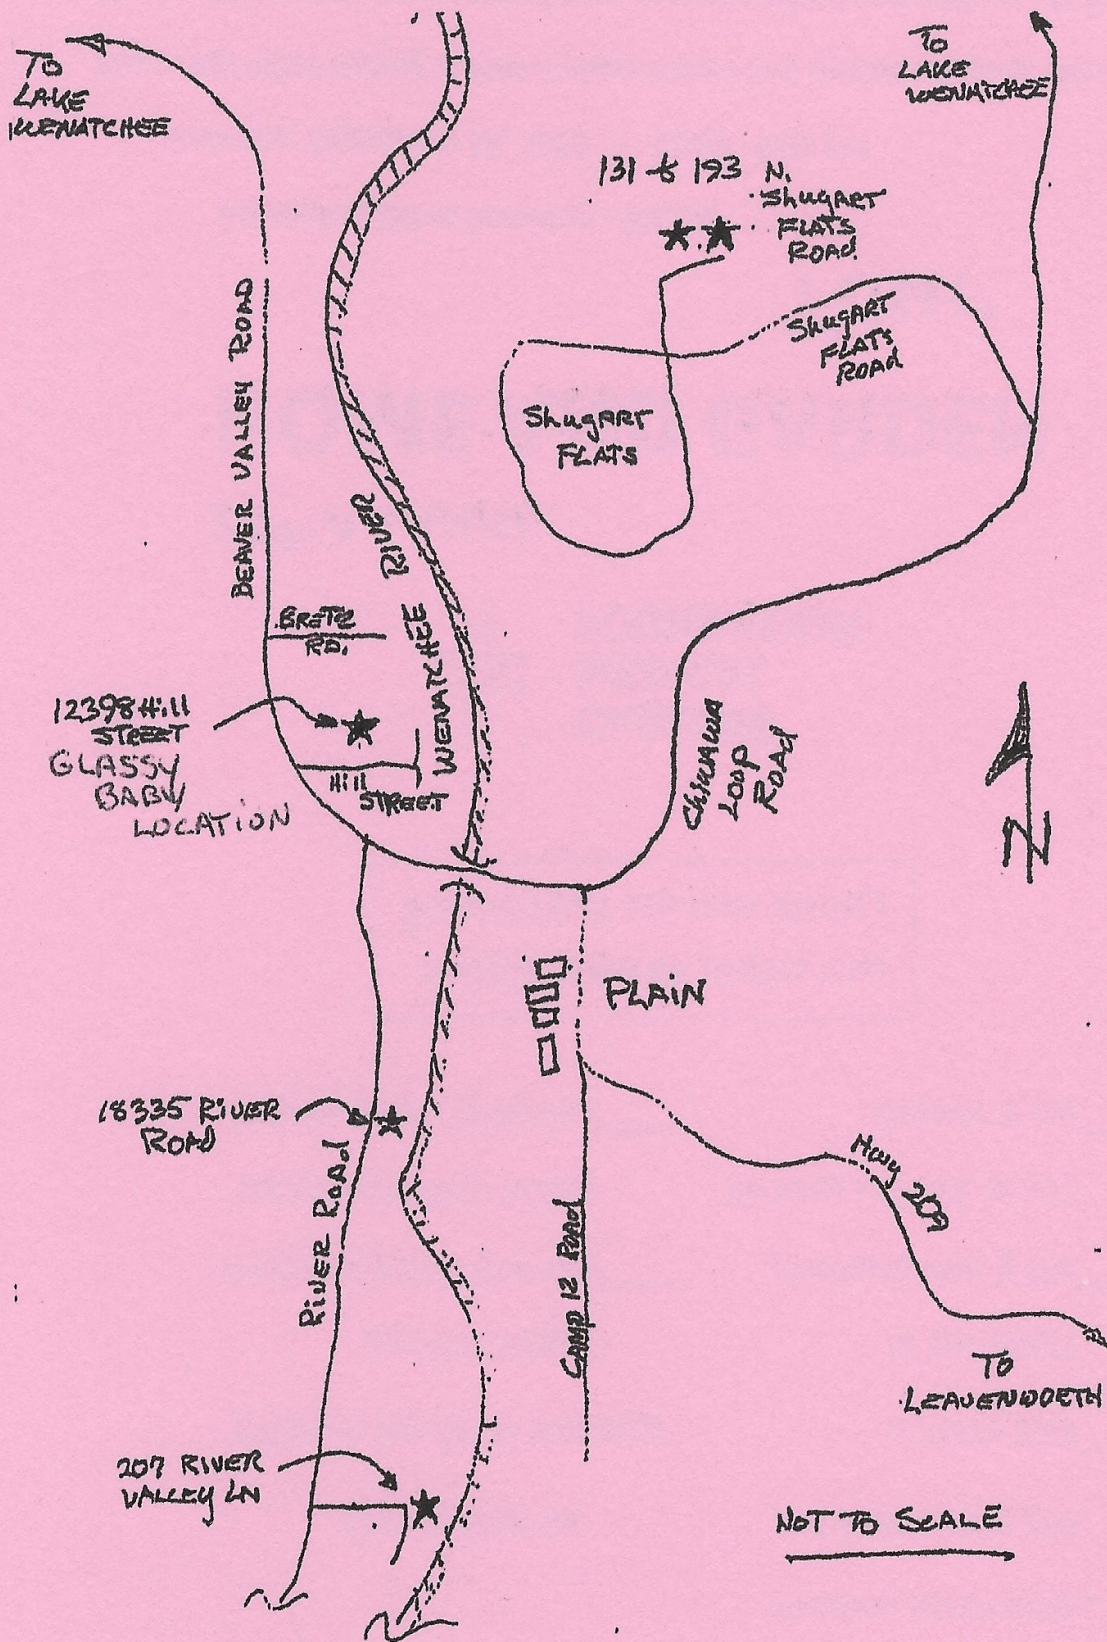 TO
LAKE
WENATCHEE
TO
LAKE
WENATCHEE
131 & 193 N.
Shugart
FLATS
ROAD
BEAVER VALLEY ROAD
Shugart
FLATS
ROAD
ShugART
FLATS
WENATCHEE RIVER
BRETZ
RD.
12398 Hill
STREET
GLASSY
BABY
LOCATION
Hill
STREET
CHIWAWA
LOOP
ROAD
N
PLAIN
18335 RIVER
ROAD
RIVER ROAD
CAMP 12 ROAD
Hwy 209
TO
LEAVENWORTH
207 RIVER
VALLEY LN
NOT TO SCALE